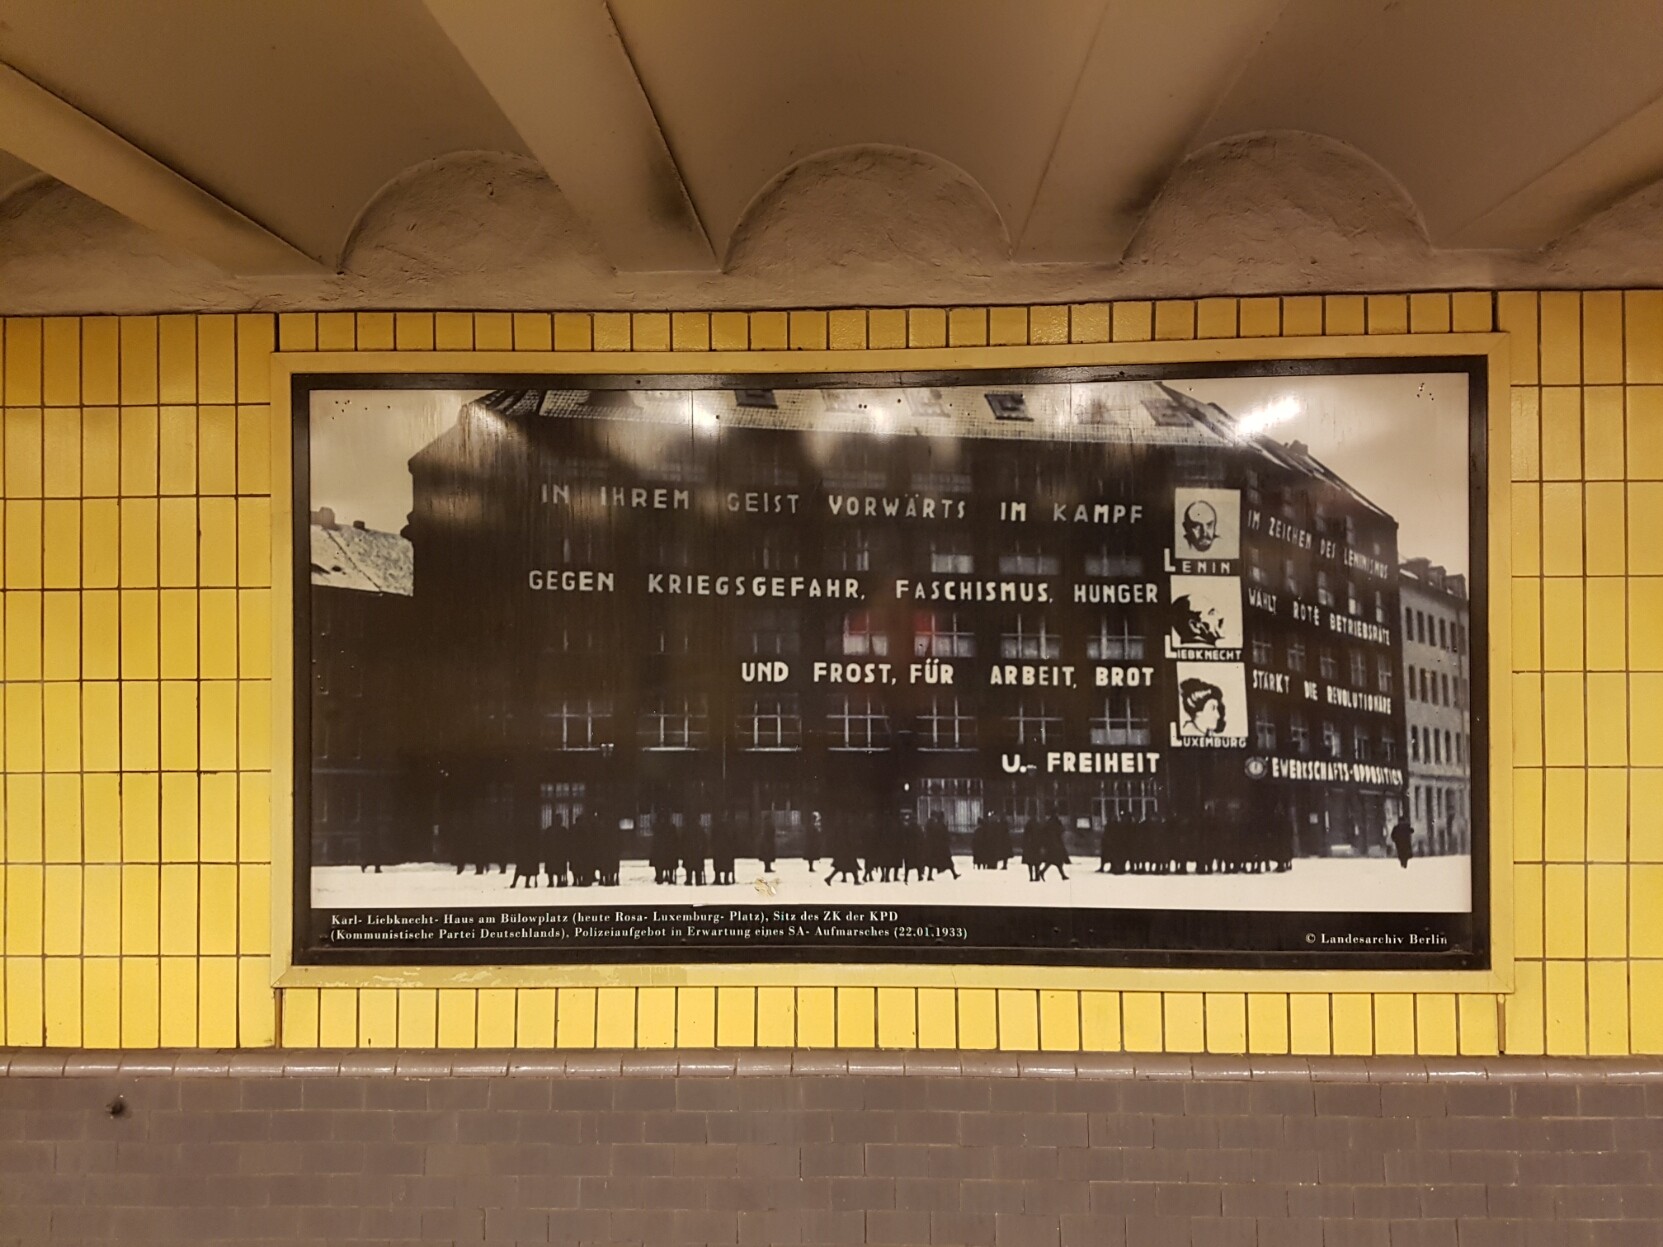 IN IHREM GEIST VORWÄRTS IM KAMPF
GEGEN KRIEGSGEFAHR, FASCHISMUS, HUNGER
UND FROST, FÜR ARBEIT, BROT
U. FREIHEIT
LENIN
LIEBKNECHT
LUXEMBURG
IM ZEICHEN DES LENINISMUS
WÄHLT ROTE BETRIEBSRÄTE
STÄRKT DIE REVOLUTIONÄRE
GEWERKSCHAFTS-OPPOSITION
Karl- Liebknecht- Haus am Bülowplatz (heute Rosa- Luxemburg- Platz), Sitz des ZK der KPD
(Kommunistische Partei Deutschlands), Polizeiaufgebot in Erwartung eines SA- Aufmarsches (22.01.1933)
© Landesarchiv Berlin